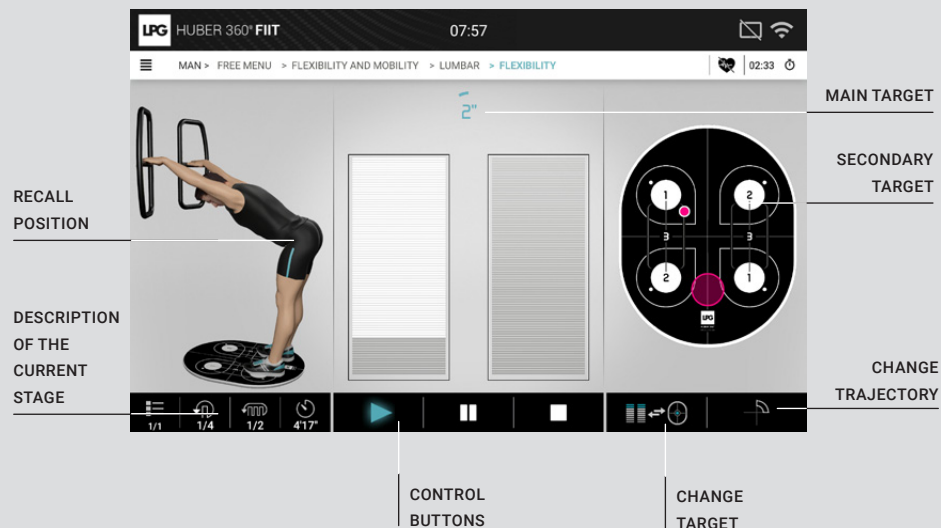 LPG HUBER 360° FIIT 07:57
MAN > FREE MENU > FLEXIBILITY AND MOBILITY > LUMBAR > FLEXIBILITY 02:33
2"
MAIN TARGET
SECONDARY
TARGET
RECALL
POSITION
1 2
3 3
2 1
LPG
DESCRIPTION
OF THE
CURRENT
STAGE
CHANGE
TRAJECTORY
1/1 1/4 1/2 4'17"
CONTROL
BUTTONS
CHANGE
TARGET